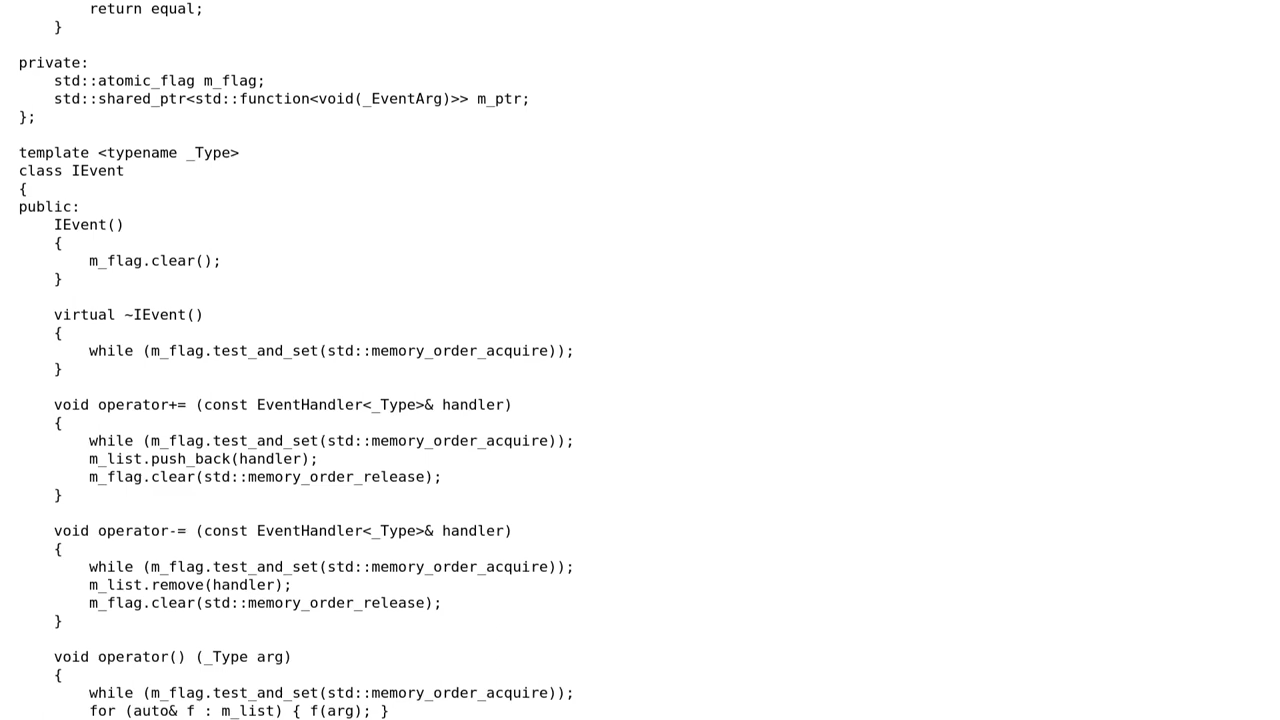 return equal;
    }

private:
    std::atomic_flag m_flag;
    std::shared_ptr<std::function<void(_EventArg)>> m_ptr;
};

template <typename _Type>
class IEvent
{
public:
    IEvent()
    {
        m_flag.clear();
    }

    virtual ~IEvent()
    {
        while (m_flag.test_and_set(std::memory_order_acquire));
    }

    void operator+= (const EventHandler<_Type>& handler)
    {
        while (m_flag.test_and_set(std::memory_order_acquire));
        m_list.push_back(handler);
        m_flag.clear(std::memory_order_release);
    }

    void operator-= (const EventHandler<_Type>& handler)
    {
        while (m_flag.test_and_set(std::memory_order_acquire));
        m_list.remove(handler);
        m_flag.clear(std::memory_order_release);
    }

    void operator() (_Type arg)
    {
        while (m_flag.test_and_set(std::memory_order_acquire));
        for (auto& f : m_list) { f(arg); }